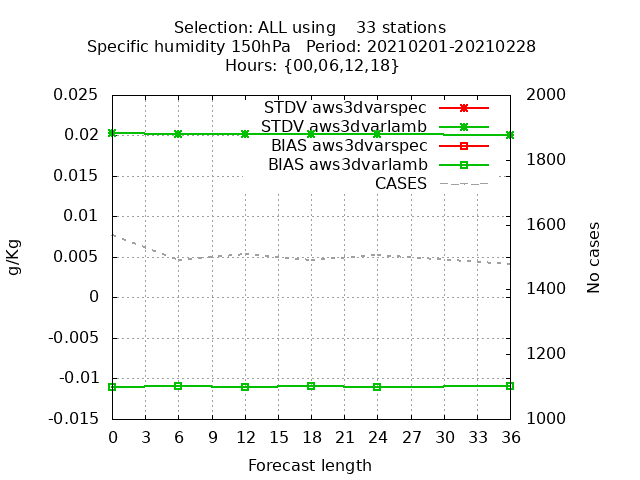 Selection: ALL using    33 stations
Specific humidity 150hPa   Period: 20210201-20210228
Hours: {00,06,12,18}
STDV aws3dvarspec
STDV aws3dvarlamb
BIAS aws3dvarspec
BIAS aws3dvarlamb
CASES
0.025
0.02
0.015
0.01
0.005
0
-0.005
-0.01
-0.015
g/Kg
2000
1800
1600
1400
1200
1000
No cases
0 3 6 9 12 15 18 21 24 27 30 33 36
Forecast length